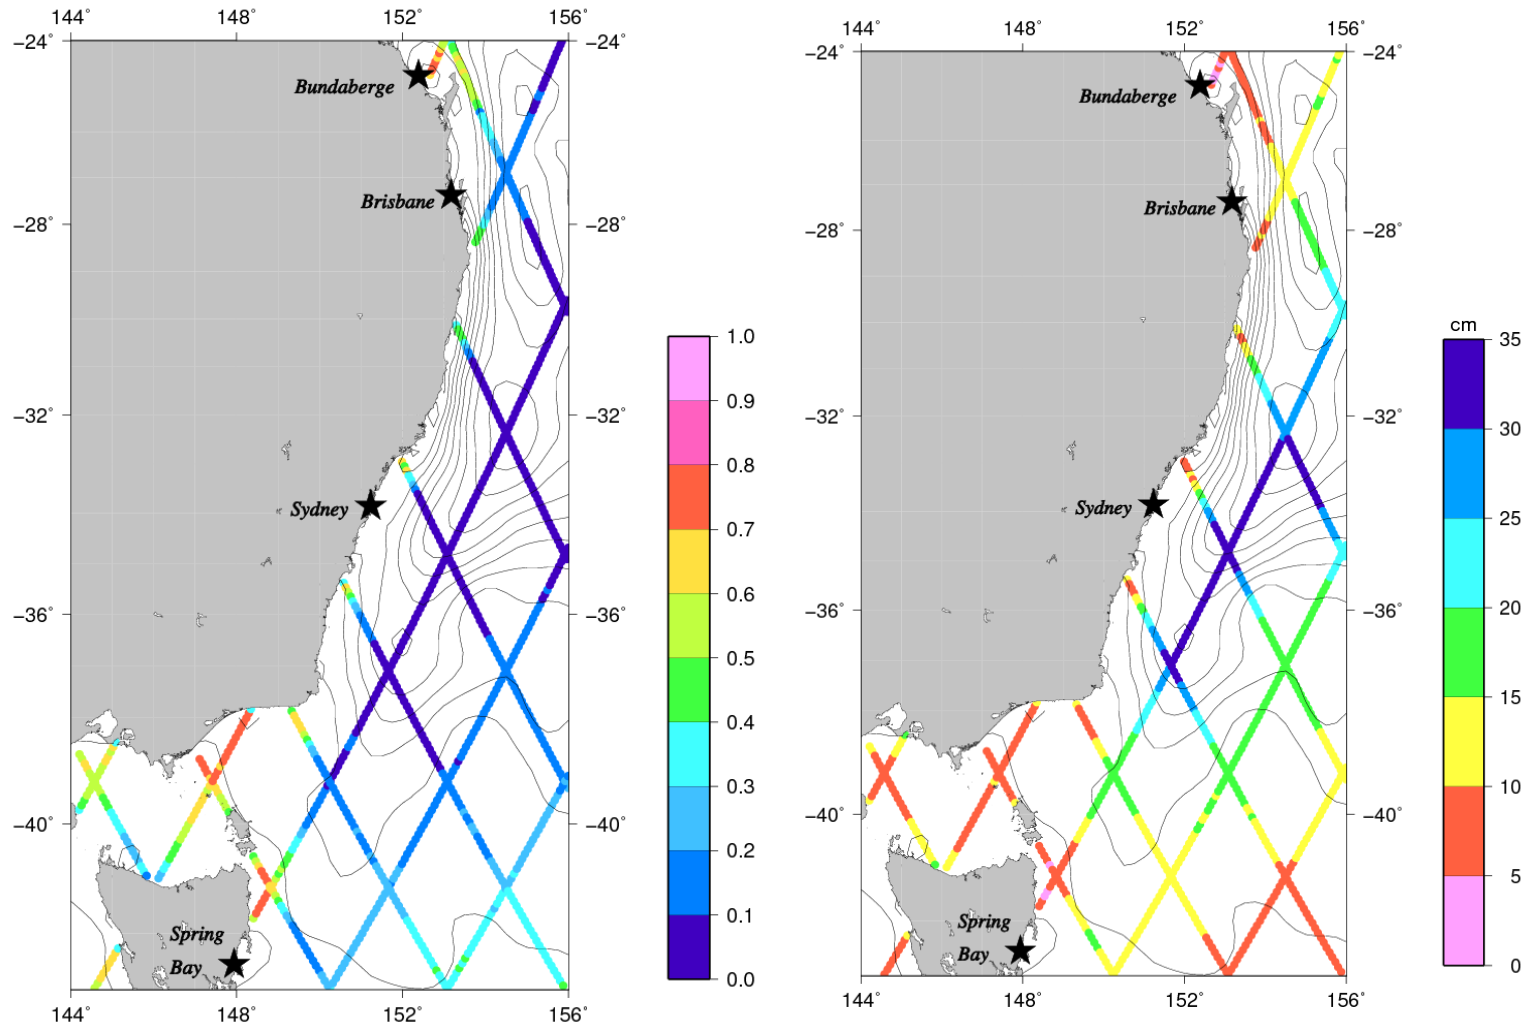 144° 148° 152° 156°
144° 148° 152° 156°
−24° −24°
−24° −24°
Bundaberge
Bundaberge
Brisbane
Brisbane
−28° −28°
−28° −28°
cm
1.0
35
0.9
−32° −32°
−32° −32°
30
0.8
Sydney
Sydney
0.7
25
0.6
−36° −36°
−36° −36°
20
0.5
0.4
15
0.3
−40° −40°
−40° −40°
10
0.2
5
0.1
Spring
Bay
Spring
Bay
0.0
0
144° 148° 152° 156°
144° 148° 152° 156°